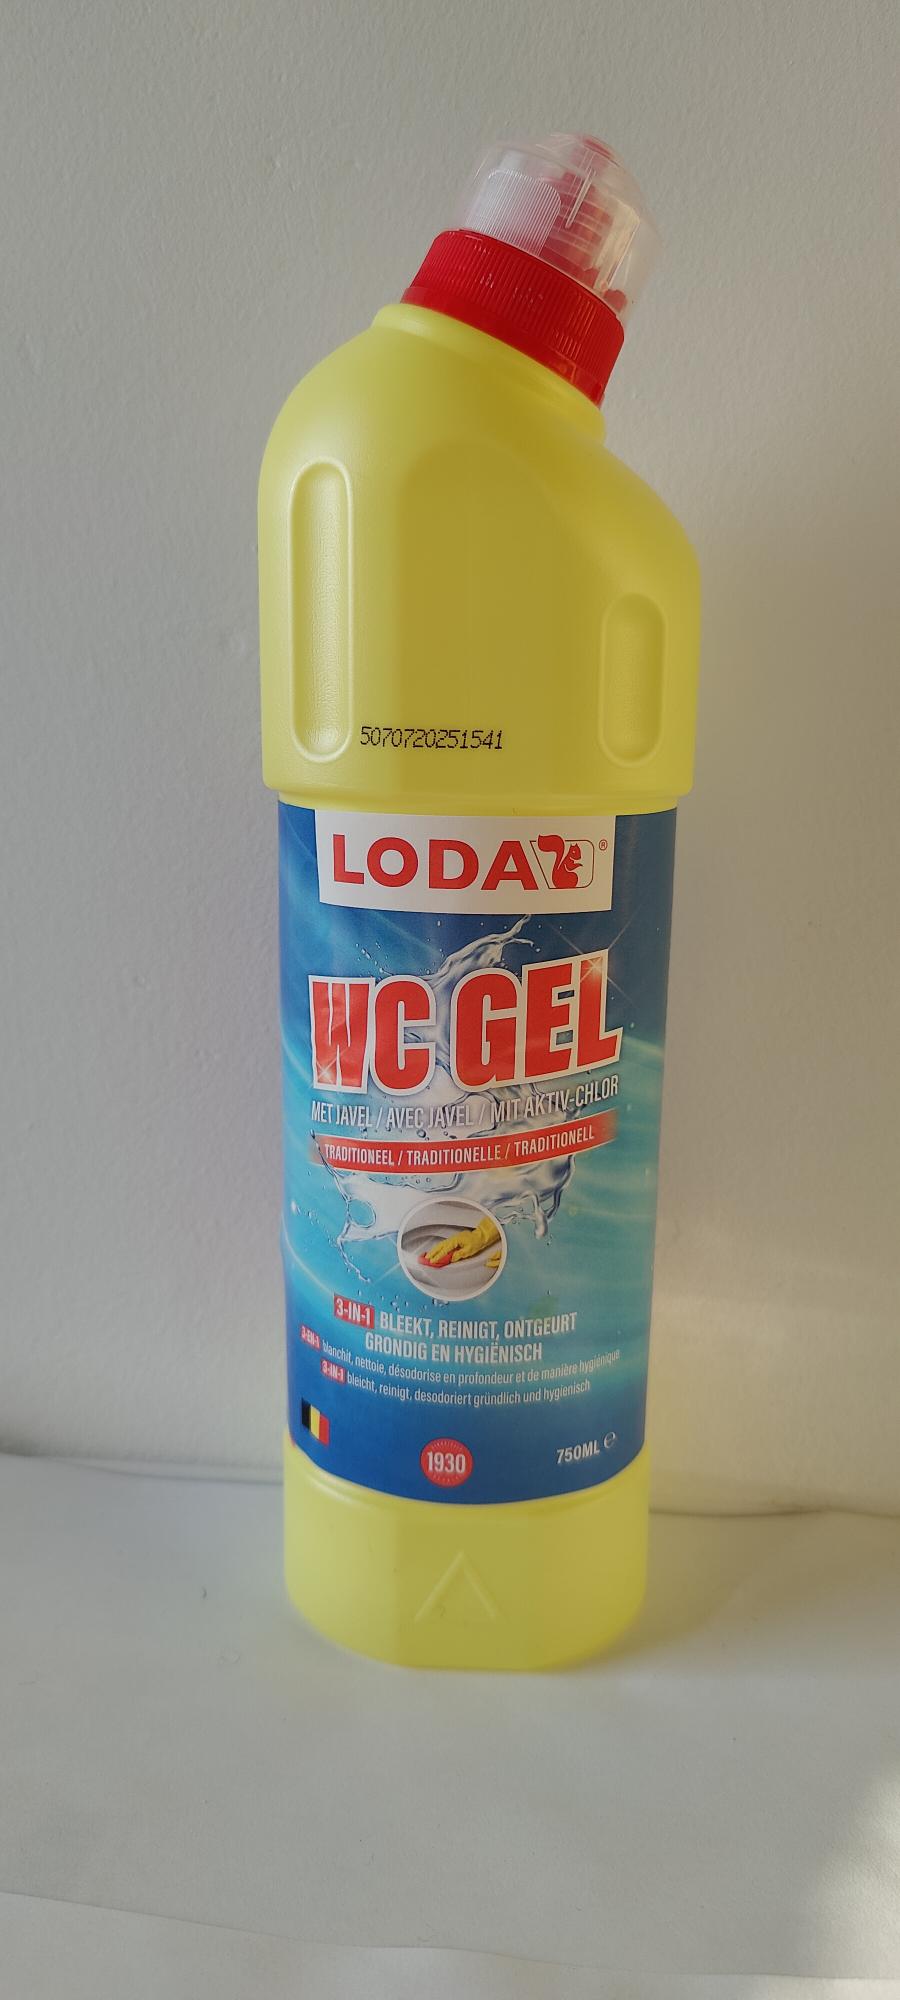 5070720251541
LODA®
WC GEL
MET JAVEL / AVEC JAVEL / MIT AKTIV-CHLOR
TRADITIONEEL / TRADITIONELLE / TRADITIONELL
3-IN-1 BLEEKT, REINIGT, ONTGEURT
GRONDIG EN HYGIËNISCH
3-EN-1 blanchit, nettoie, désodorise en profondeur et de manière hygiénique
3-IN-1 bleicht, reinigt, desodoriert gründlich und hygienisch
1930
750ML ℮